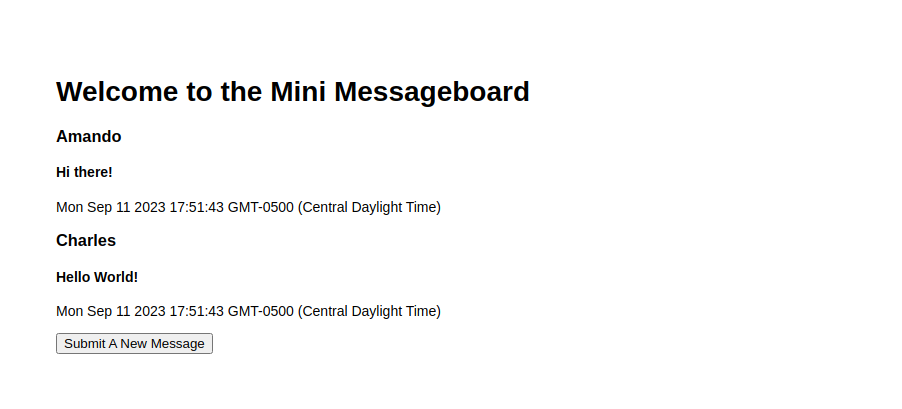 Welcome to the Mini Messageboard
Amando
Hi there!
Mon Sep 11 2023 17:51:43 GMT-0500 (Central Daylight Time)
Charles
Hello World!
Mon Sep 11 2023 17:51:43 GMT-0500 (Central Daylight Time)
Submit A New Message